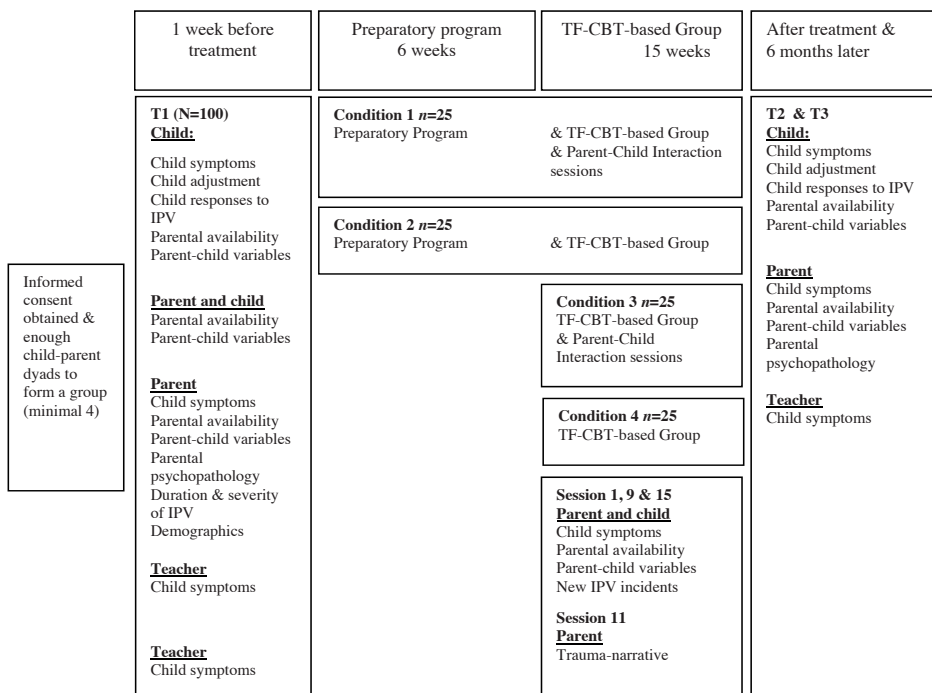 1 week before
treatment
Preparatory program
6 weeks
TF-CBT-based Group
15 weeks
After treatment &
6 months later
Informed
consent
obtained &
enough
child-parent
dyads to
form a group
(minimal 4)
T1 (N=100)
Child:
Child symptoms
Child adjustment
Child responses to
IPV
Parental availability
Parent-child variables
Parent and child
Parental availability
Parent-child variables
Parent
Child symptoms
Parental availability
Parent-child variables
Parental
psychopathology
Duration & severity
of IPV
Demographics
Teacher
Child symptoms
Teacher
Child symptoms
Condition 1 n=25
Preparatory Program & TF-CBT-based Group
& Parent-Child Interaction
sessions
Condition 2 n=25
Preparatory Program & TF-CBT-based Group
Condition 3 n=25
TF-CBT-based Group
& Parent-Child
Interaction sessions
Condition 4 n=25
TF-CBT-based Group
Session 1, 9 & 15
Parent and child
Child symptoms
Parental availability
Parent-child variables
New IPV incidents
Session 11
Parent
Trauma-narrative
T2 & T3
Child:
Child symptoms
Child adjustment
Child responses to IPV
Parental availability
Parent-child variables
Parent
Child symptoms
Parental availability
Parent-child variables
Parental
psychopathology
Teacher
Child symptoms